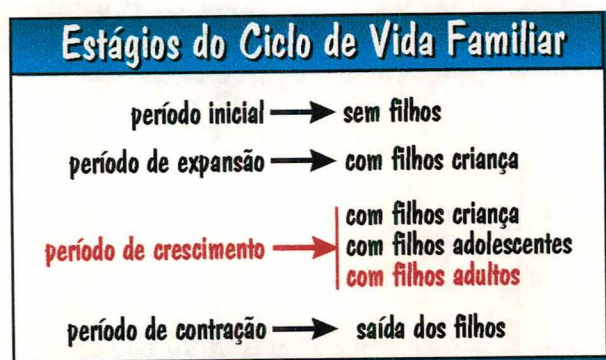 Estágios do Ciclo de Vida Familiar
período inicial → sem filhos
período de expansão → com filhos criança
com filhos criança
período de crescimento → com filhos adolescentes
com filhos adultos
período de contração → saída dos filhos